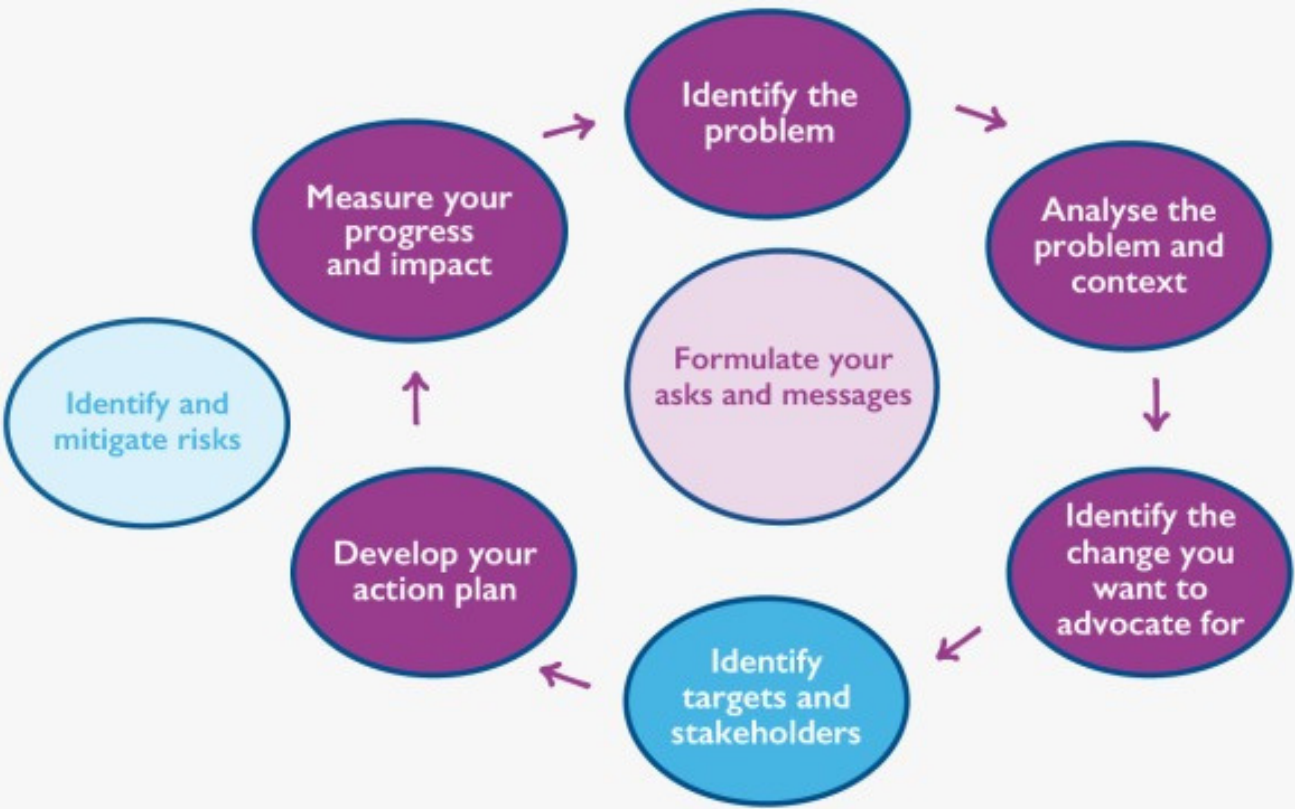 Identify the
problem
Analyse the
problem and
context
Identify the
change you
want to
advocate for
Identify
targets and
stakeholders
Develop your
action plan
Measure your
progress
and impact
Formulate your
asks and messages
Identify and
mitigate risks